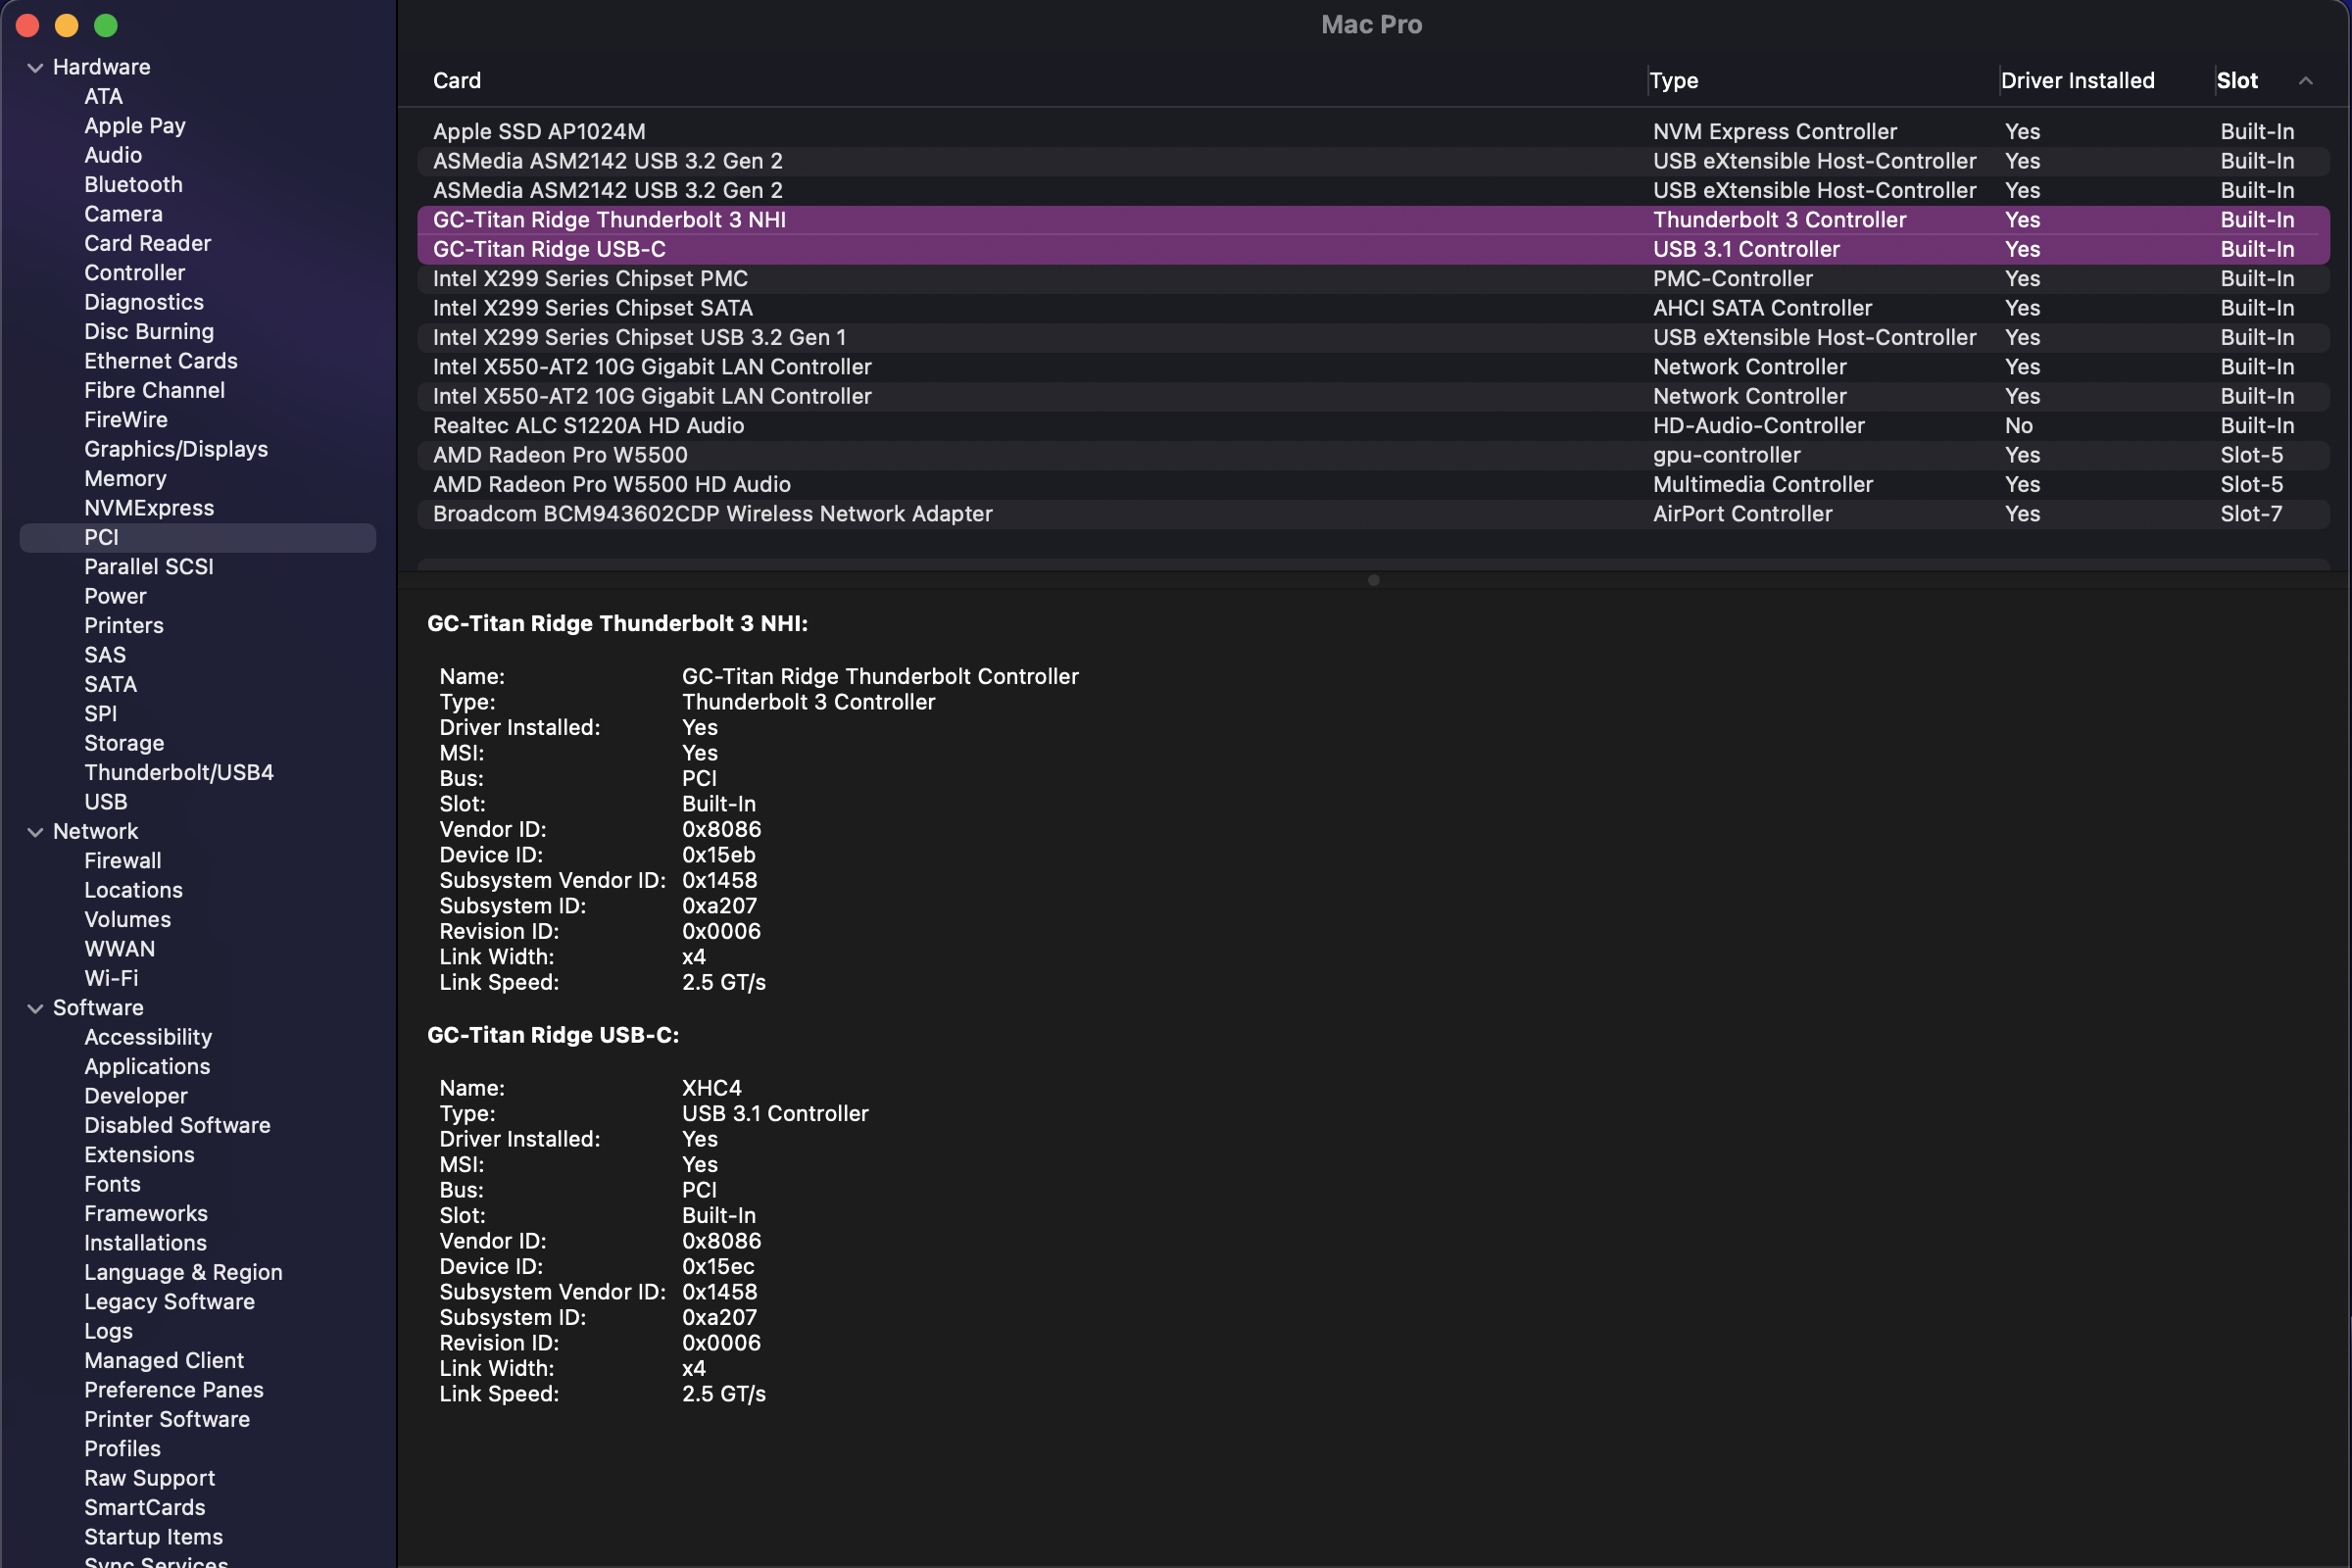 Mac Pro
Hardware
ATA
Apple Pay
Audio
Bluetooth
Camera
Card Reader
Controller
Diagnostics
Disc Burning
Ethernet Cards
Fibre Channel
FireWire
Graphics/Displays
Memory
NVMExpress
PCI
Parallel SCSI
Power
Printers
SAS
SATA
SPI
Storage
Thunderbolt/USB4
USB
Network
Firewall
Locations
Volumes
WWAN
Wi-Fi
Software
Accessibility
Applications
Developer
Disabled Software
Extensions
Fonts
Frameworks
Installations
Language & Region
Legacy Software
Logs
Managed Client
Preference Panes
Printer Software
Profiles
Raw Support
SmartCards
Startup Items
Sync Services
Card Type Driver Installed Slot
Apple SSD AP1024M NVM Express Controller Yes Built-In
ASMedia ASM2142 USB 3.2 Gen 2 USB eXtensible Host-Controller Yes Built-In
ASMedia ASM2142 USB 3.2 Gen 2 USB eXtensible Host-Controller Yes Built-In
GC-Titan Ridge Thunderbolt 3 NHI Thunderbolt 3 Controller Yes Built-In
GC-Titan Ridge USB-C USB 3.1 Controller Yes Built-In
Intel X299 Series Chipset PMC PMC-Controller Yes Built-In
Intel X299 Series Chipset SATA AHCI SATA Controller Yes Built-In
Intel X299 Series Chipset USB 3.2 Gen 1 USB eXtensible Host-Controller Yes Built-In
Intel X550-AT2 10G Gigabit LAN Controller Network Controller Yes Built-In
Intel X550-AT2 10G Gigabit LAN Controller Network Controller Yes Built-In
Realtec ALC S1220A HD Audio HD-Audio-Controller No Built-In
AMD Radeon Pro W5500 gpu-controller Yes Slot-5
AMD Radeon Pro W5500 HD Audio Multimedia Controller Yes Slot-5
Broadcom BCM943602CDP Wireless Network Adapter AirPort Controller Yes Slot-7
GC-Titan Ridge Thunderbolt 3 NHI:
Name: GC-Titan Ridge Thunderbolt Controller
Type: Thunderbolt 3 Controller
Driver Installed: Yes
MSI: Yes
Bus: PCI
Slot: Built-In
Vendor ID: 0x8086
Device ID: 0x15eb
Subsystem Vendor ID: 0x1458
Subsystem ID: 0xa207
Revision ID: 0x0006
Link Width: x4
Link Speed: 2.5 GT/s
GC-Titan Ridge USB-C:
Name: XHC4
Type: USB 3.1 Controller
Driver Installed: Yes
MSI: Yes
Bus: PCI
Slot: Built-In
Vendor ID: 0x8086
Device ID: 0x15ec
Subsystem Vendor ID: 0x1458
Subsystem ID: 0xa207
Revision ID: 0x0006
Link Width: x4
Link Speed: 2.5 GT/s